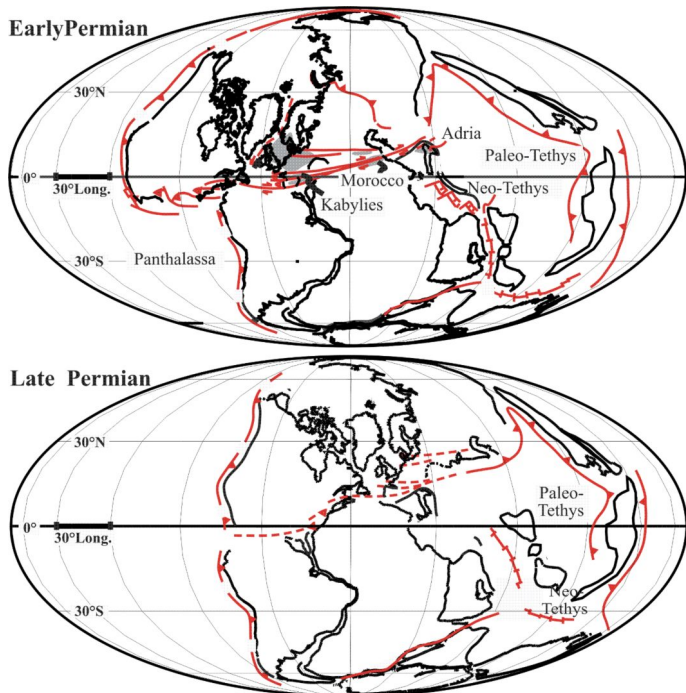 EarlyPermian
30°N
Adria
Paleo-Tethys
0°
30°Long.
Morocco
Neo-Tethys
Kabylies
Panthalassa
30°S
Late Permian
30°N
Paleo-
Tethys
0°
30°Long.
Neo-
Tethys
30°S